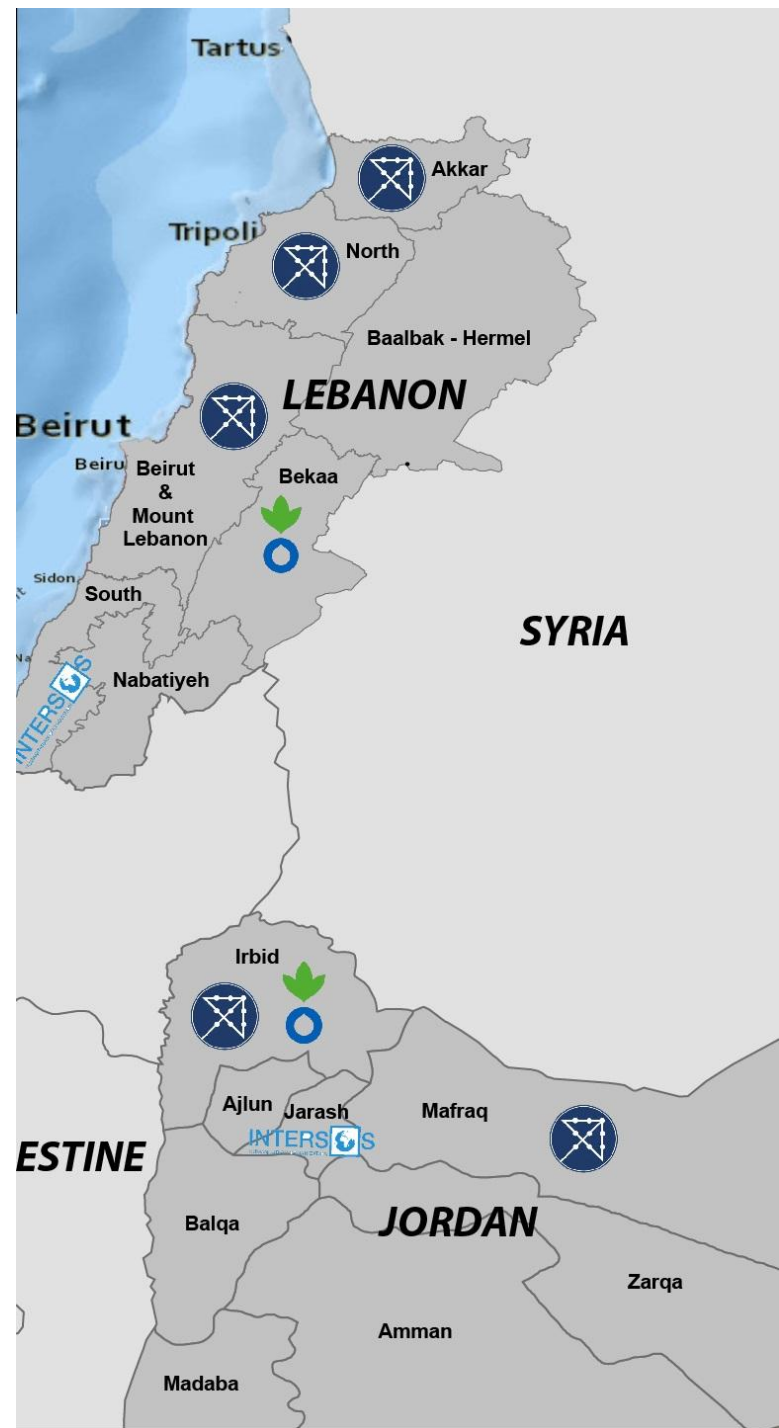 Tartus
Akkar
Tripoli
North
Baalbak - Hermel
LEBANON
Beirut
Beiru
Beirut
&
Mount
Lebanon
Bekaa
Sidon
South
SYRIA
Na
Nabatiyeh
INTERSOS
Irbid
Ajlun
Jarash
Mafraq
INTERSOS
ESTINE
Balqa
JORDAN
Zarqa
Amman
Madaba